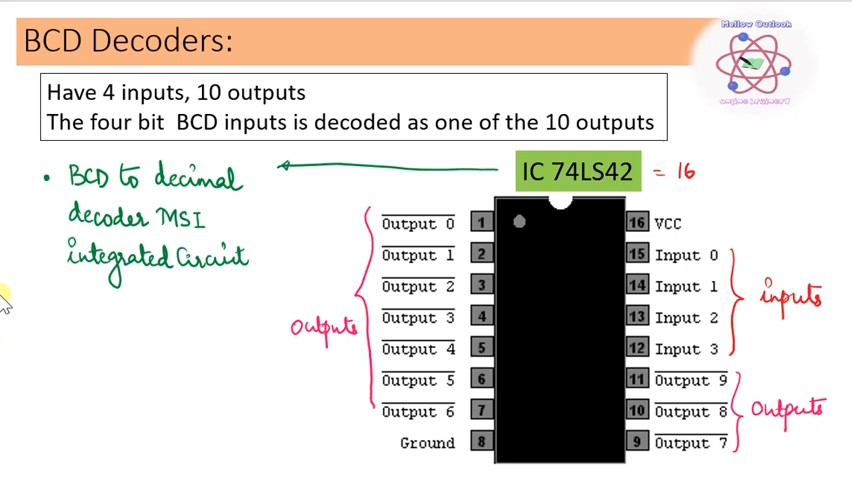 BCD Decoders:
Mellow Outlook
Have 4 inputs, 10 outputs
The four bit BCD inputs is decoded as one of the 10 outputs
• BCD to decimal
decoder MSI
integrated Circuit
IC 74LS42 = 16
Outputs
Output 0 1
Output 1 2
Output 2 3
Output 3 4
Output 4 5
Output 5 6
Output 6 7
Ground 8
16 VCC
15 Input 0
14 Input 1
13 Input 2
12 Input 3
11 Output 9
10 Output 8
9 Output 7
inputs
Outputs